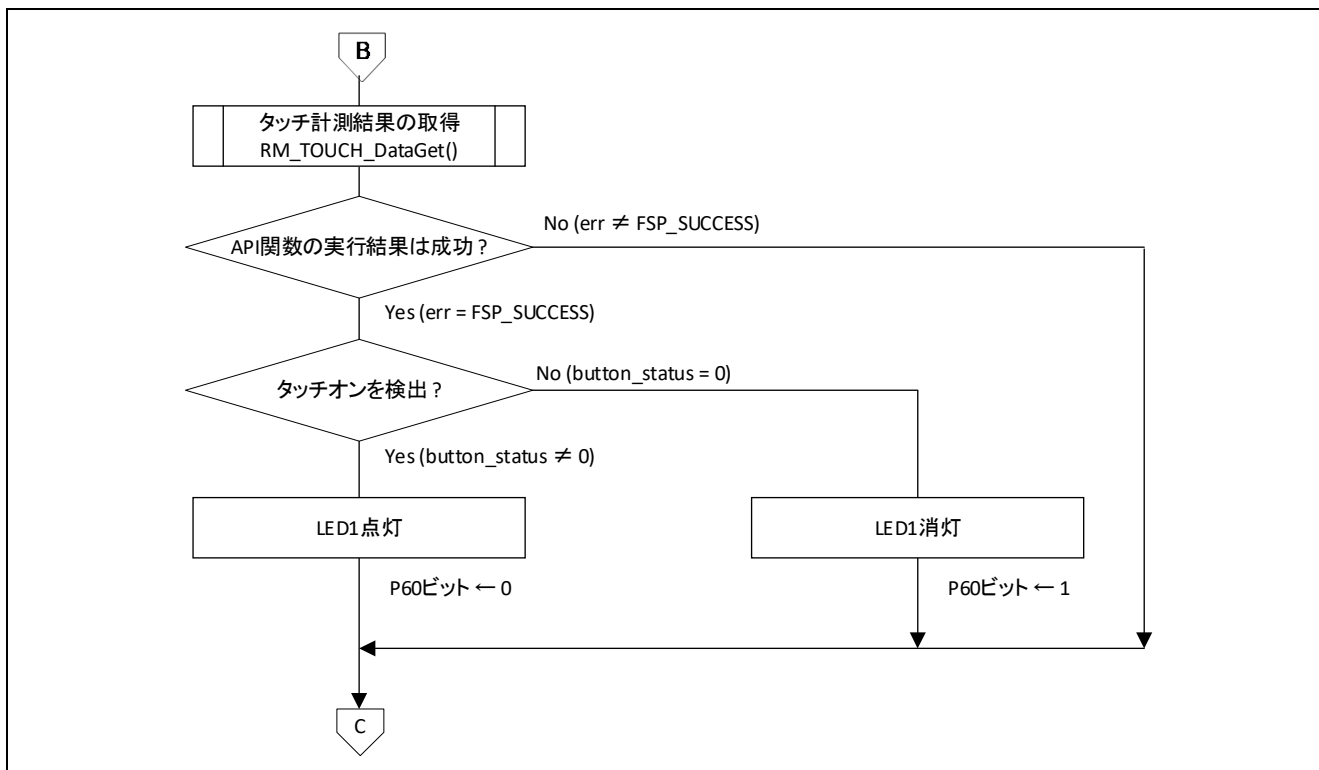 B
タッチ計測結果の取得
RM_TOUCH_DataGet()
No (err ≠ FSP_SUCCESS)
API関数の実行結果は成功？
Yes (err = FSP_SUCCESS)
No (button_status = 0)
タッチオンを検出？
Yes (button_status ≠ 0)
LED1点灯
LED1消灯
P60ビット ← 0
P60ビット ← 1
C